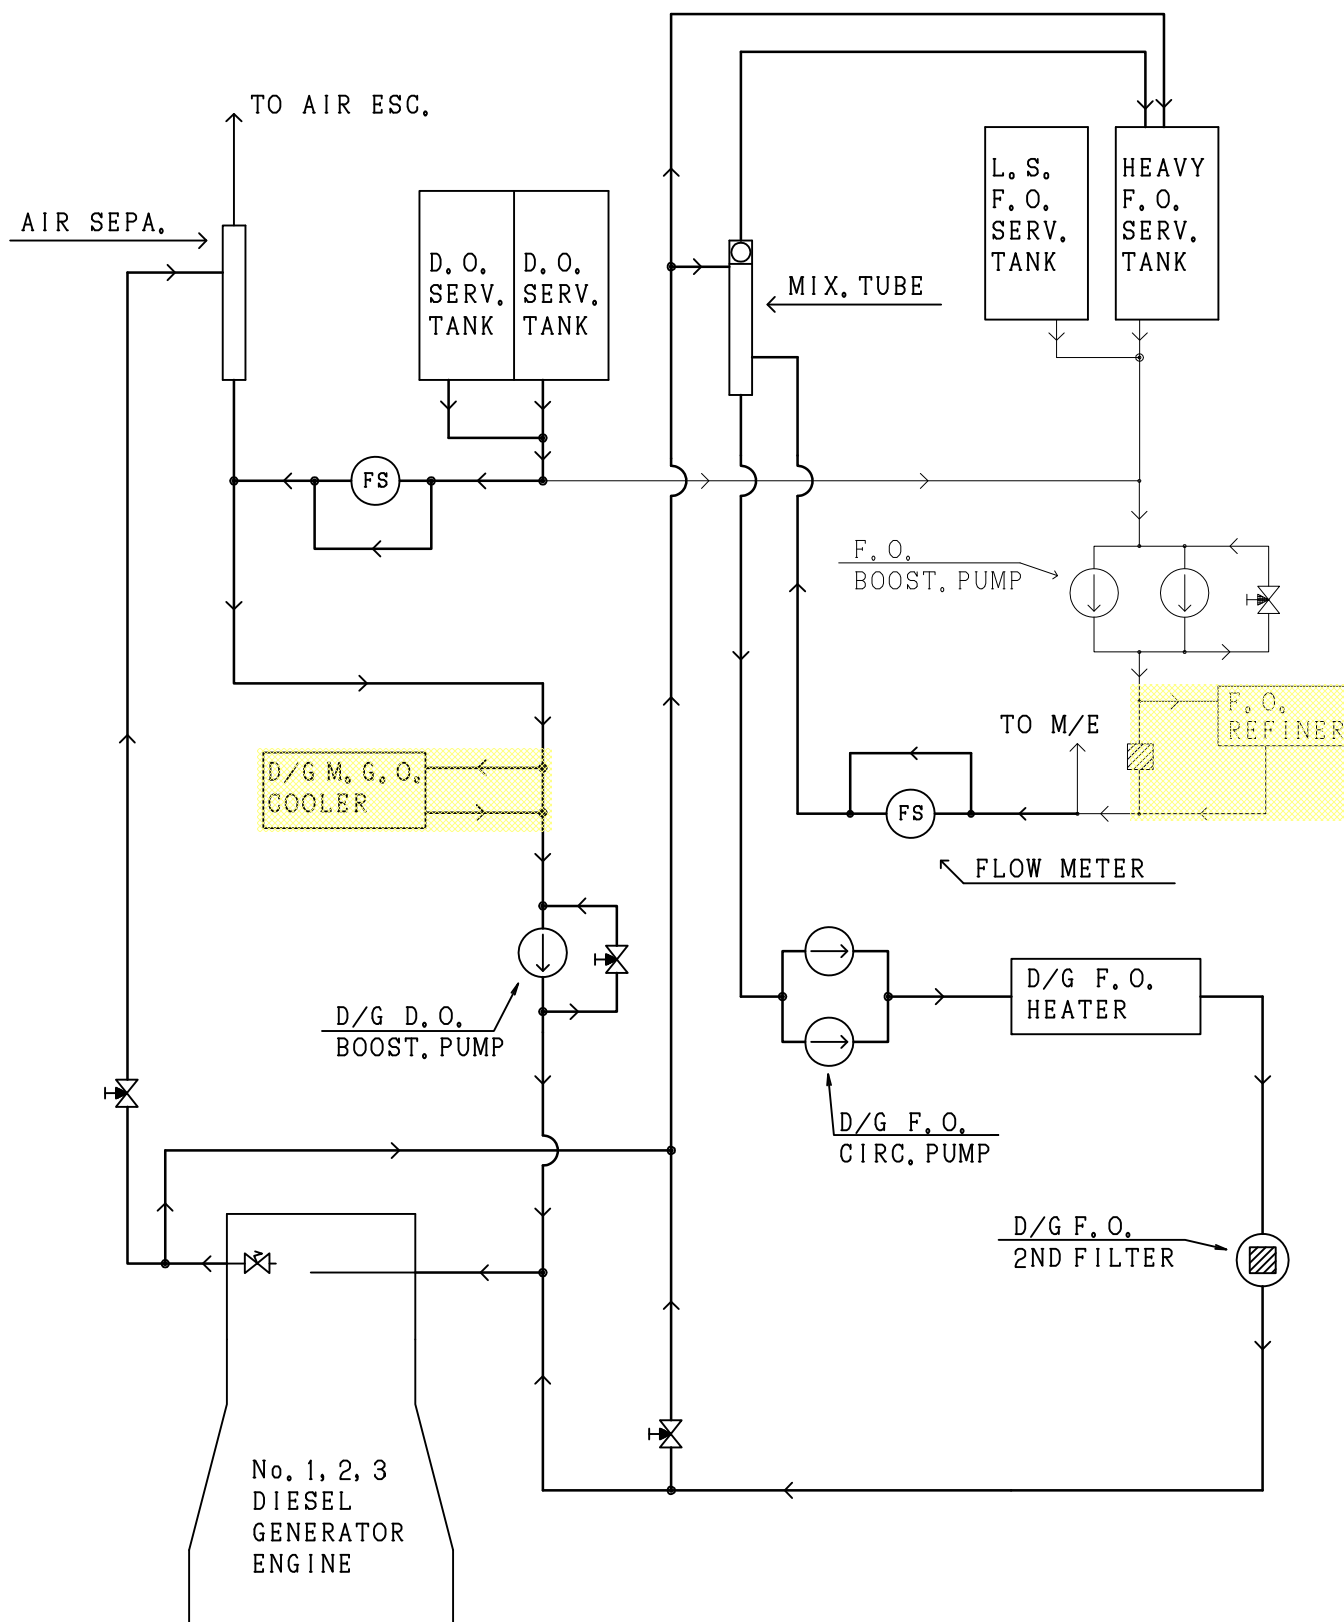 TO AIR ESC.
AIR SEPA.
D.O.
SERV.
TANK
D.O.
SERV.
TANK
L.S.
F.O.
SERV.
TANK
HEAVY
F.O.
SERV.
TANK
MIX. TUBE
FS
F.O.
BOOST. PUMP
F.O.
REFINER
TO M/E
D/G M.G.O.
COOLER
FS
FLOW METER
D/G D.O.
BOOST. PUMP
D/G F.O.
HEATER
D/G F.O.
CIRC. PUMP
D/G F.O.
2ND FILTER
No. 1, 2, 3
DIESEL
GENERATOR
ENGINE